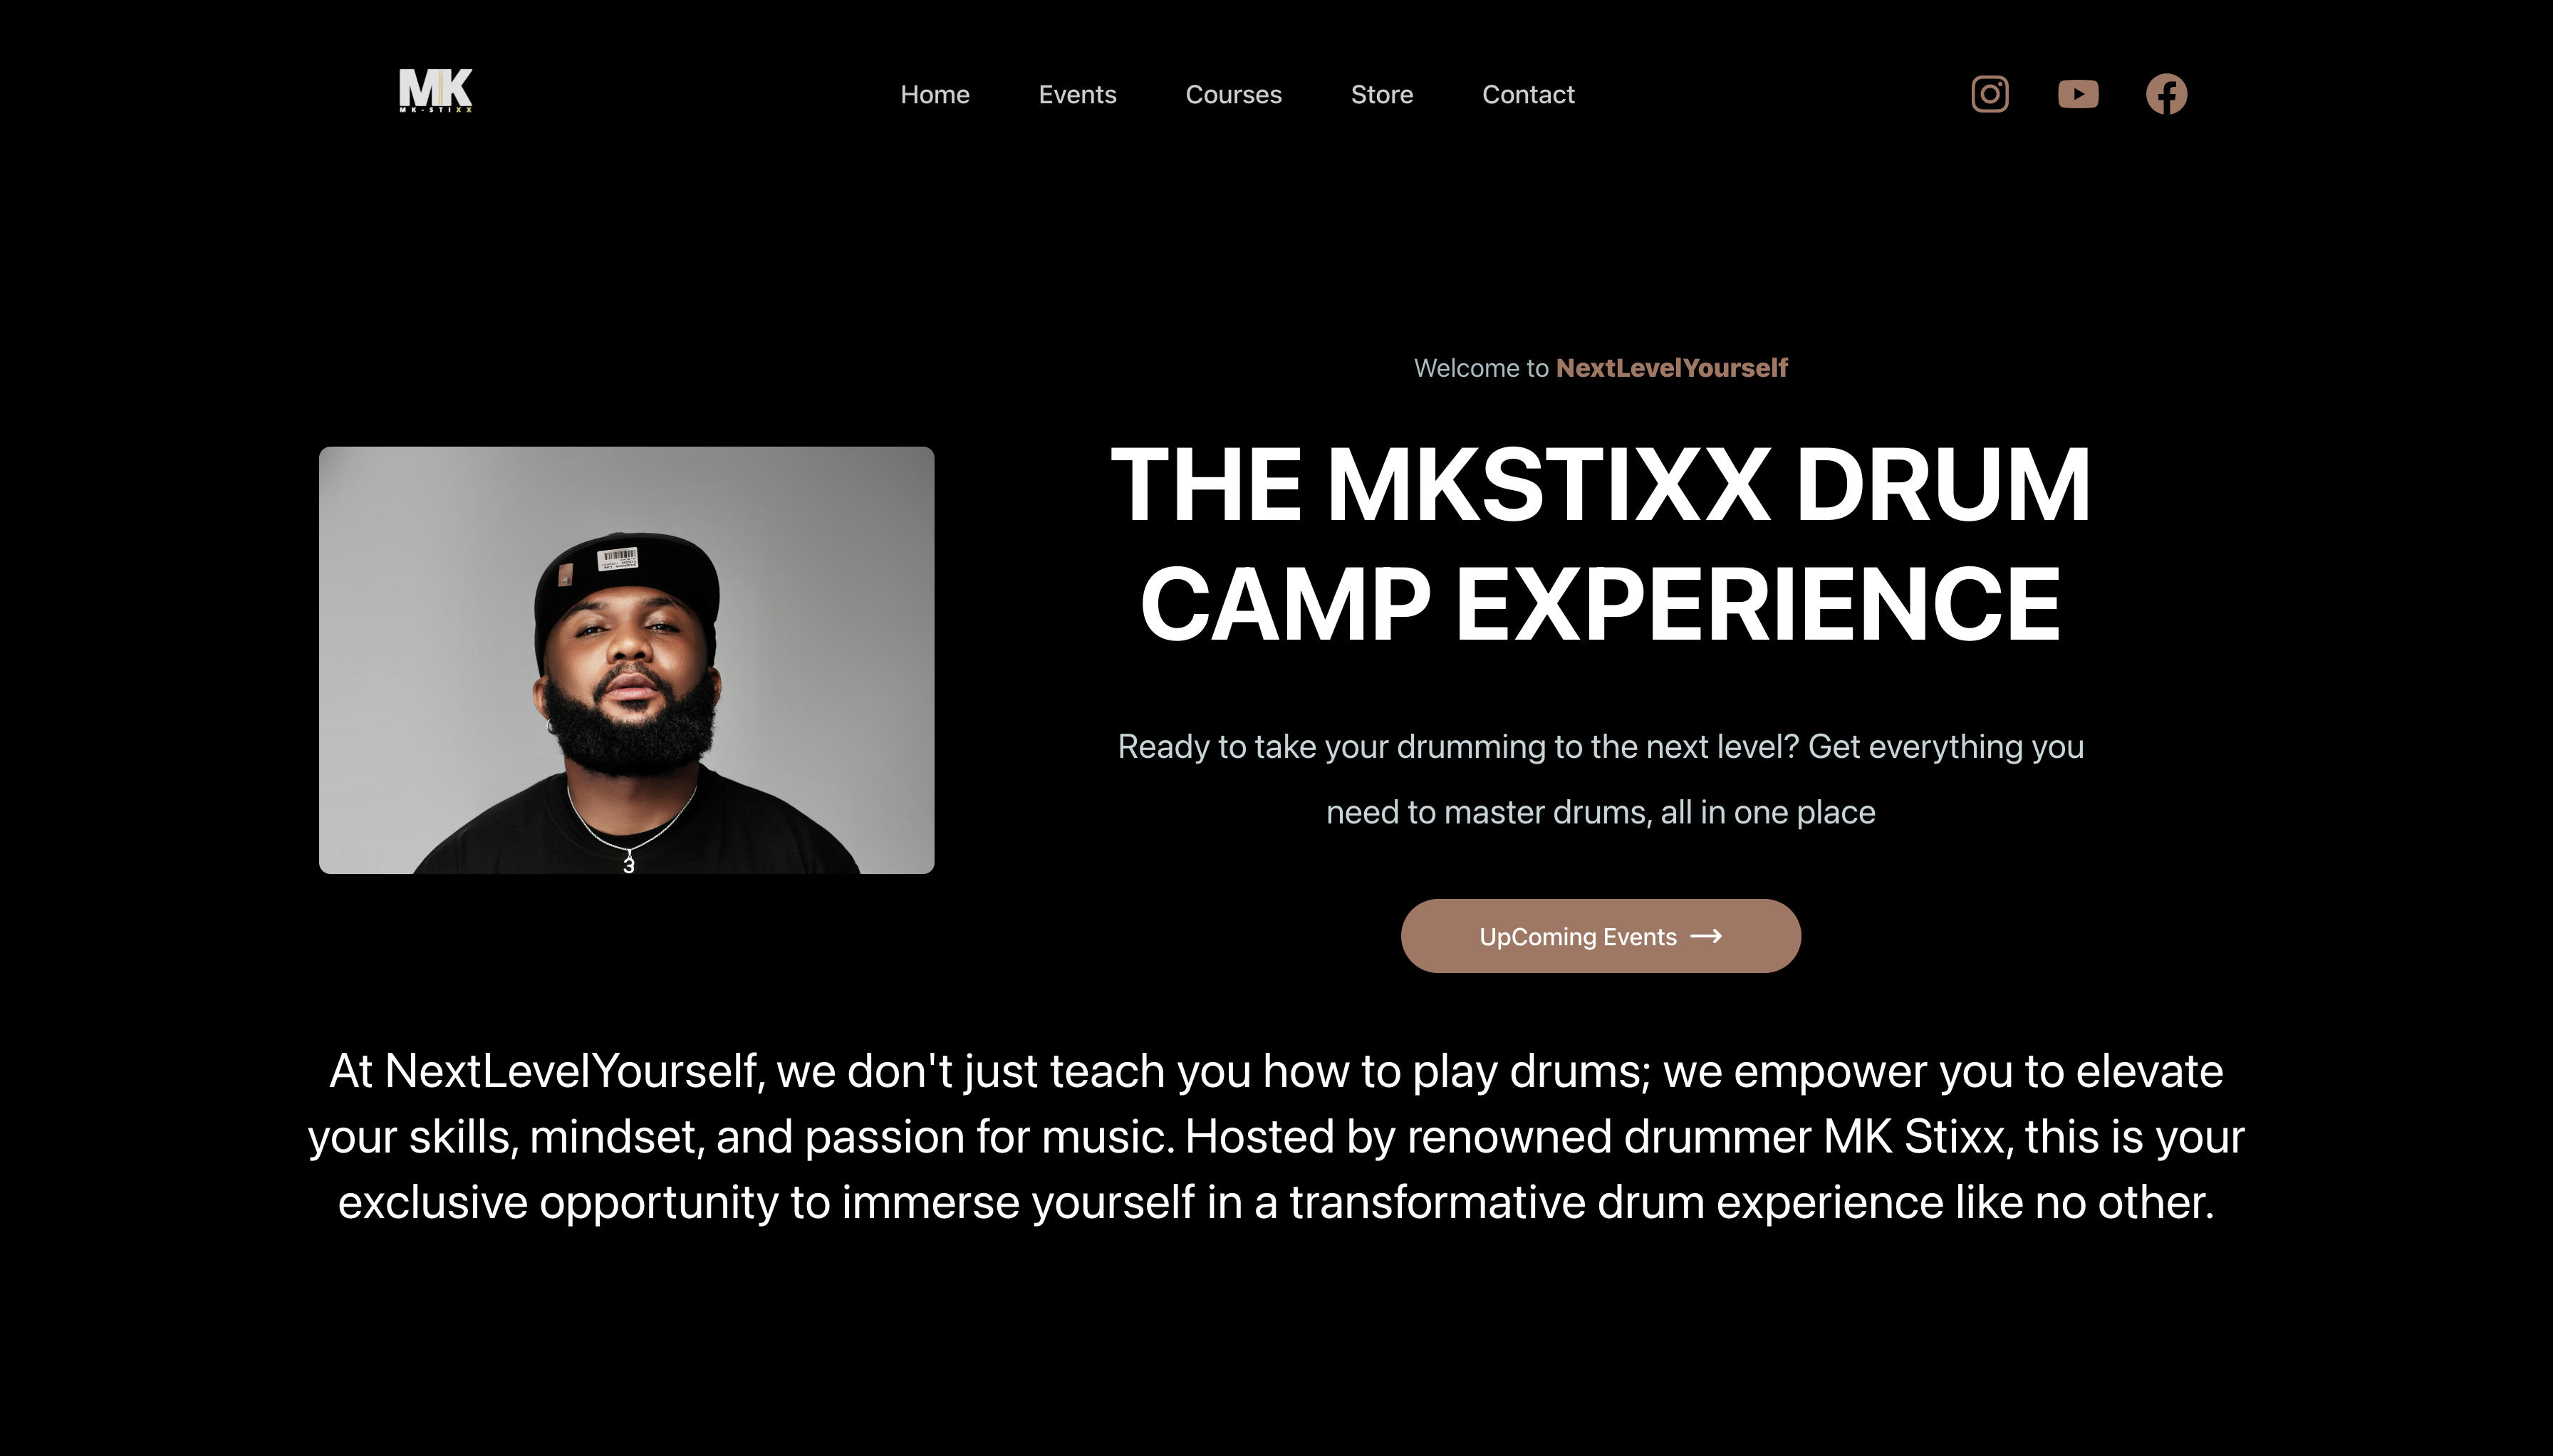 MK
MK-STIXX
Home
Events
Courses
Store
Contact
Welcome to NextLevelYourself
THE MKSTIXX DRUM
CAMP EXPERIENCE
3
Ready to take your drumming to the next level? Get everything you
need to master drums, all in one place
UpComing Events
At NextLevelYourself, we don't just teach you how to play drums; we empower you to elevate
your skills, mindset, and passion for music. Hosted by renowned drummer MK Stixx, this is your
exclusive opportunity to immerse yourself in a transformative drum experience like no other.